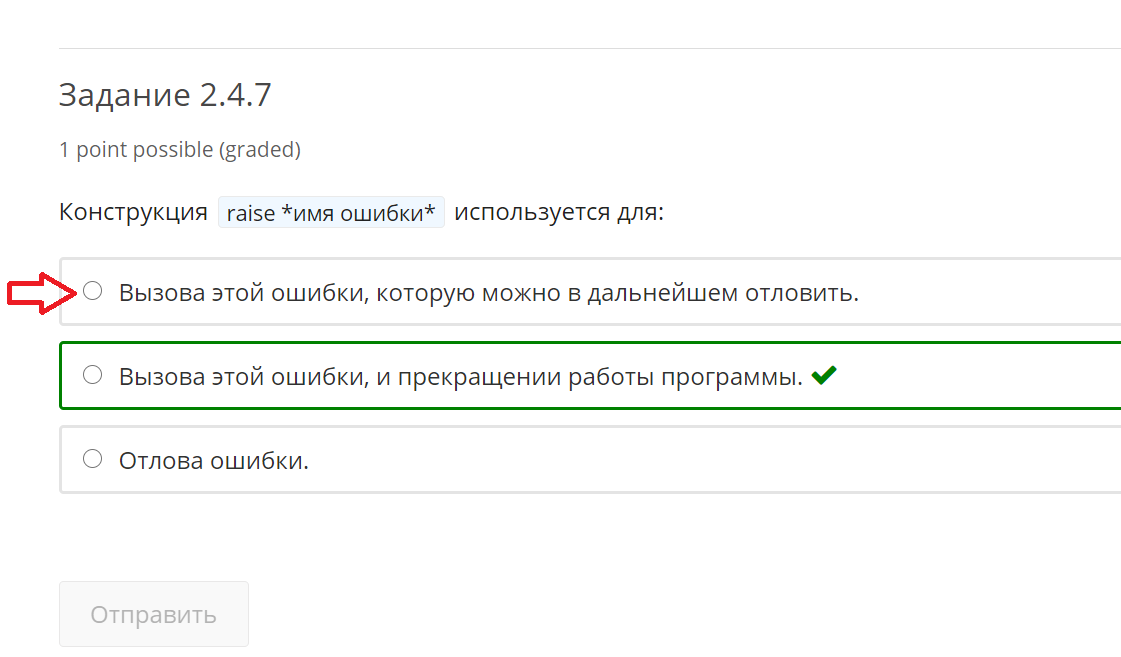 Задание 2.4.7
1 point possible (graded)
Конструкция raise *имя ошибки* используется для:
Вызова этой ошибки, которую можно в дальнейшем отловить.
Вызова этой ошибки, и прекращении работы программы.
Отлова ошибки.
Отправить